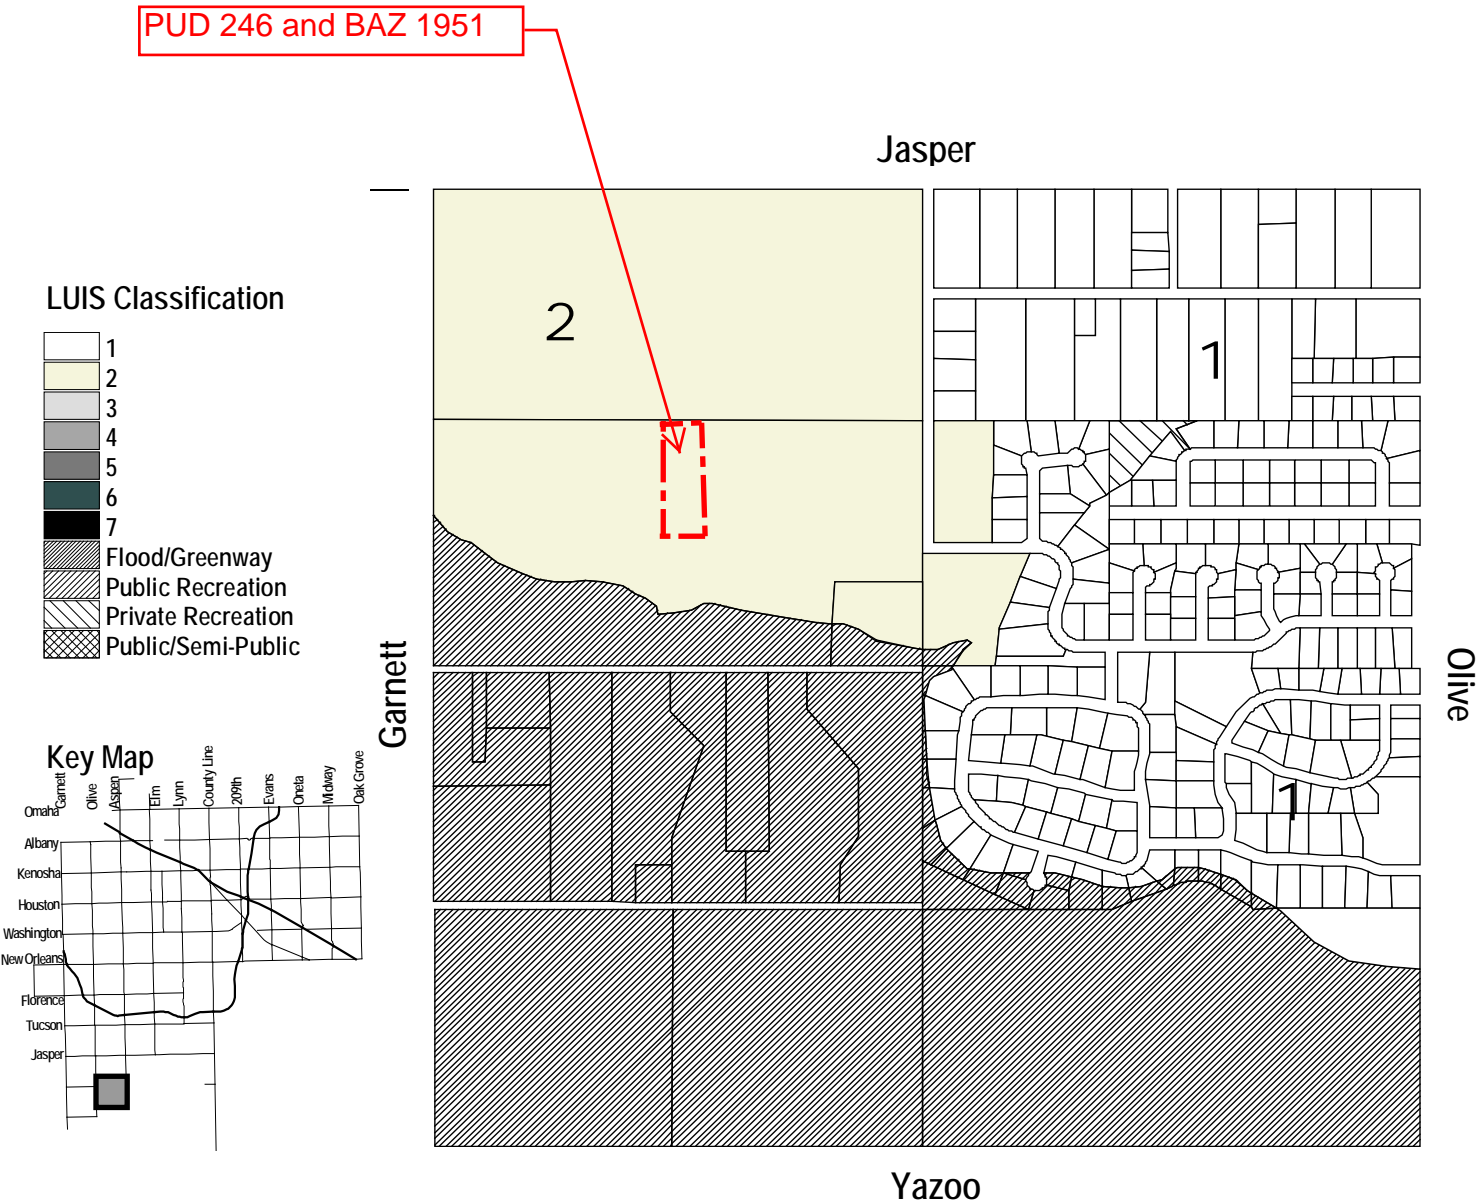 PUD 246 and BAZ 1951
Jasper
2
1
LUIS Classification
1
2
3
4
5
6
7
Flood/Greenway
Public Recreation
Private Recreation
Public/Semi-Public
Garnett
Olive
1
Key Map
Garnett
Olive
Aspen
Elm
Lynn
County Line
209th
Evans
Oneta
Midway
Oak Grove
Omaha
Albany
Kenosha
Houston
Washington
New Orleans
Florence
Tucson
Jasper
Yazoo